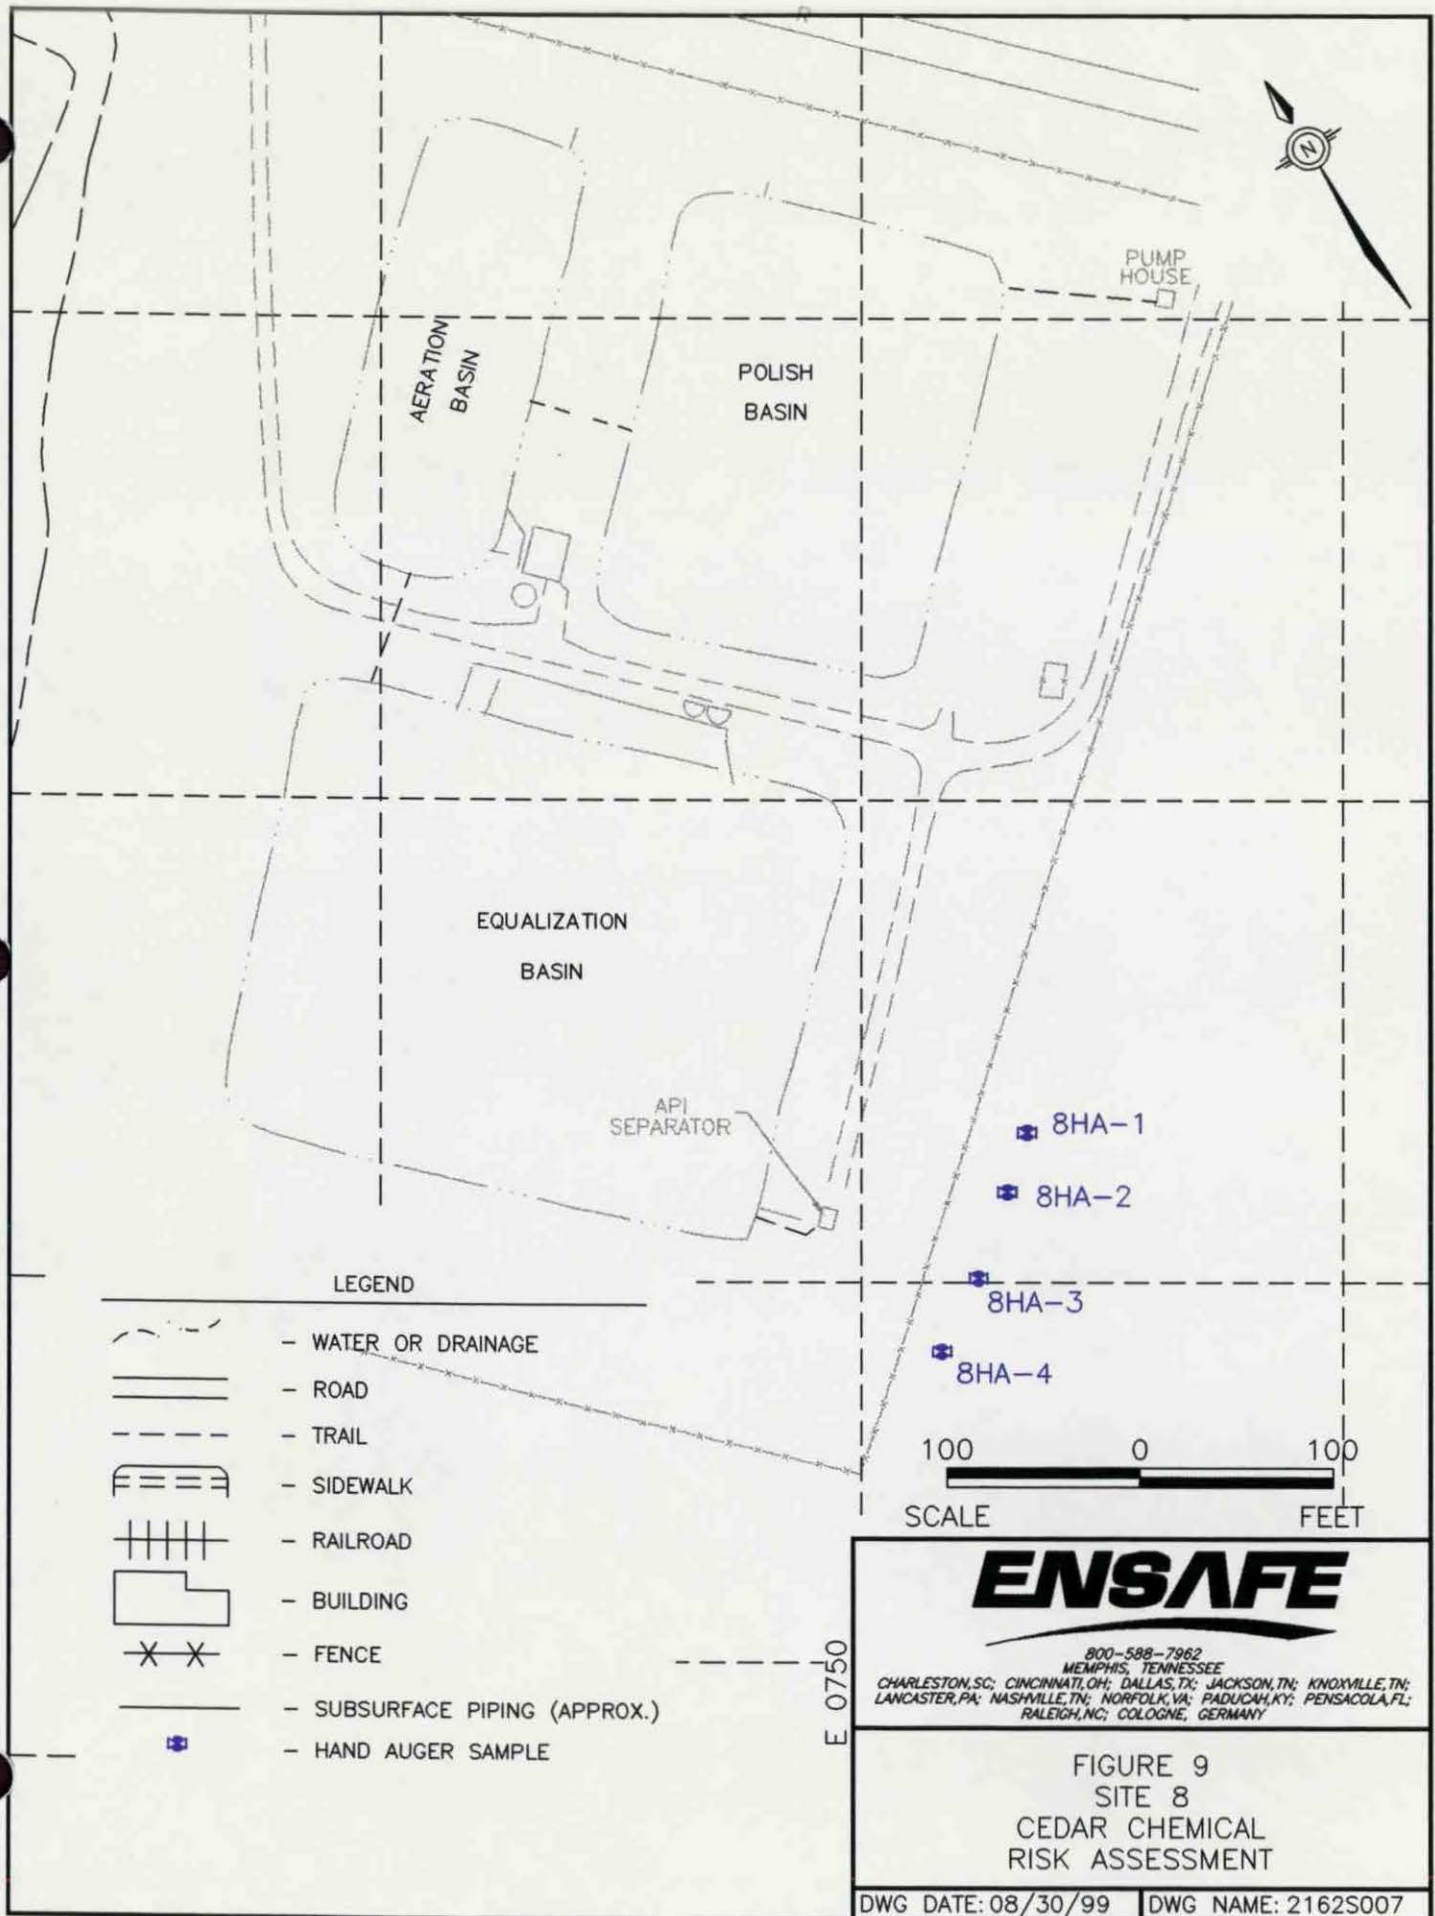 R
N
PUMP
HOUSE
AERATION
BASIN
POLISH
BASIN
EQUALIZATION
BASIN
API
SEPARATOR
8HA-1
8HA-2
8HA-3
8HA-4
LEGEND
- WATER OR DRAINAGE
- ROAD
- TRAIL
- SIDEWALK
- RAILROAD
- BUILDING
- FENCE
- SUBSURFACE PIPING (APPROX.)
- HAND AUGER SAMPLE
100 0 100
SCALE FEET
E 0750
ENSAFE
800-588-7962
MEMPHIS, TENNESSEE
CHARLESTON,SC; CINCINNATI,OH; DALLAS,TX; JACKSON,TN; KNOXVILLE,TN;
LANCASTER,PA; NASHVILLE,TN; NORFOLK,VA; PADUCAH,KY; PENSACOLA,FL;
RALEIGH,NC; COLOGNE, GERMANY
FIGURE 9
SITE 8
CEDAR CHEMICAL
RISK ASSESSMENT
DWG DATE: 08/30/99 DWG NAME: 2162S007